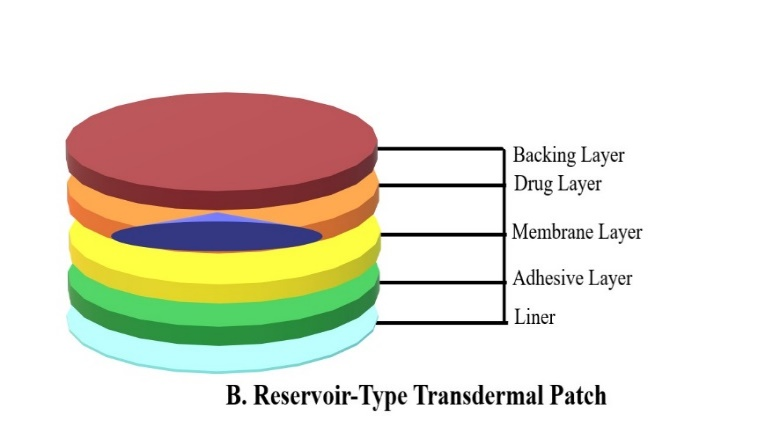 Backing Layer
Drug Layer
Membrane Layer
Adhesive Layer
Liner
B. Reservoir-Type Transdermal Patch